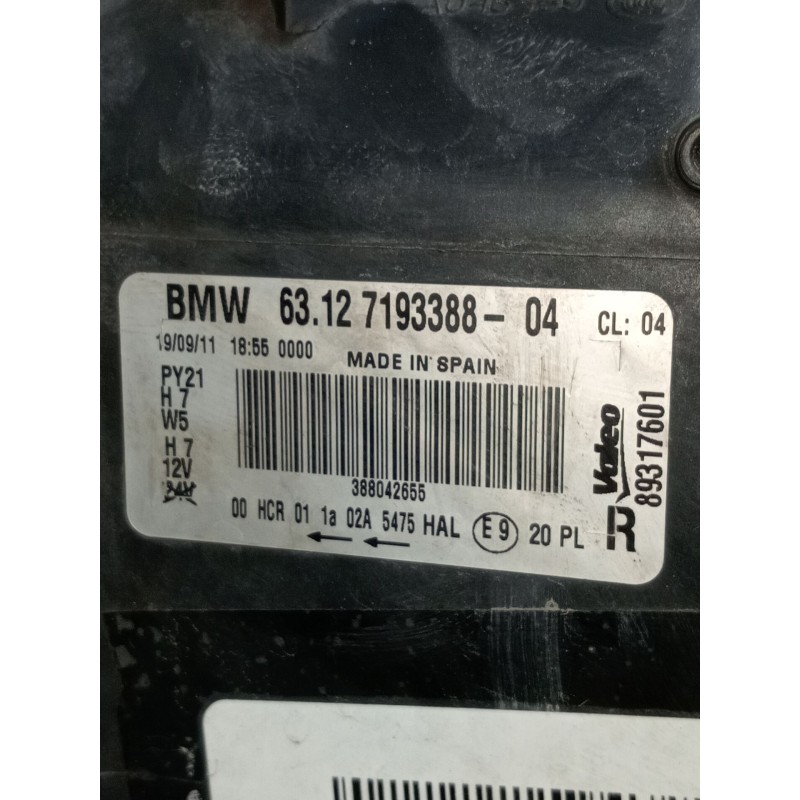 BMW 63.12 7193388- 04 CL: 04
19/09/11 18:55 0000 MADE IN SPAIN
PY21
H 7
W5
H 7
12V
24V
388042655
00 HCR 01 1a 02A 5475 HAL E9 20 PL
R
Valeo
89317601